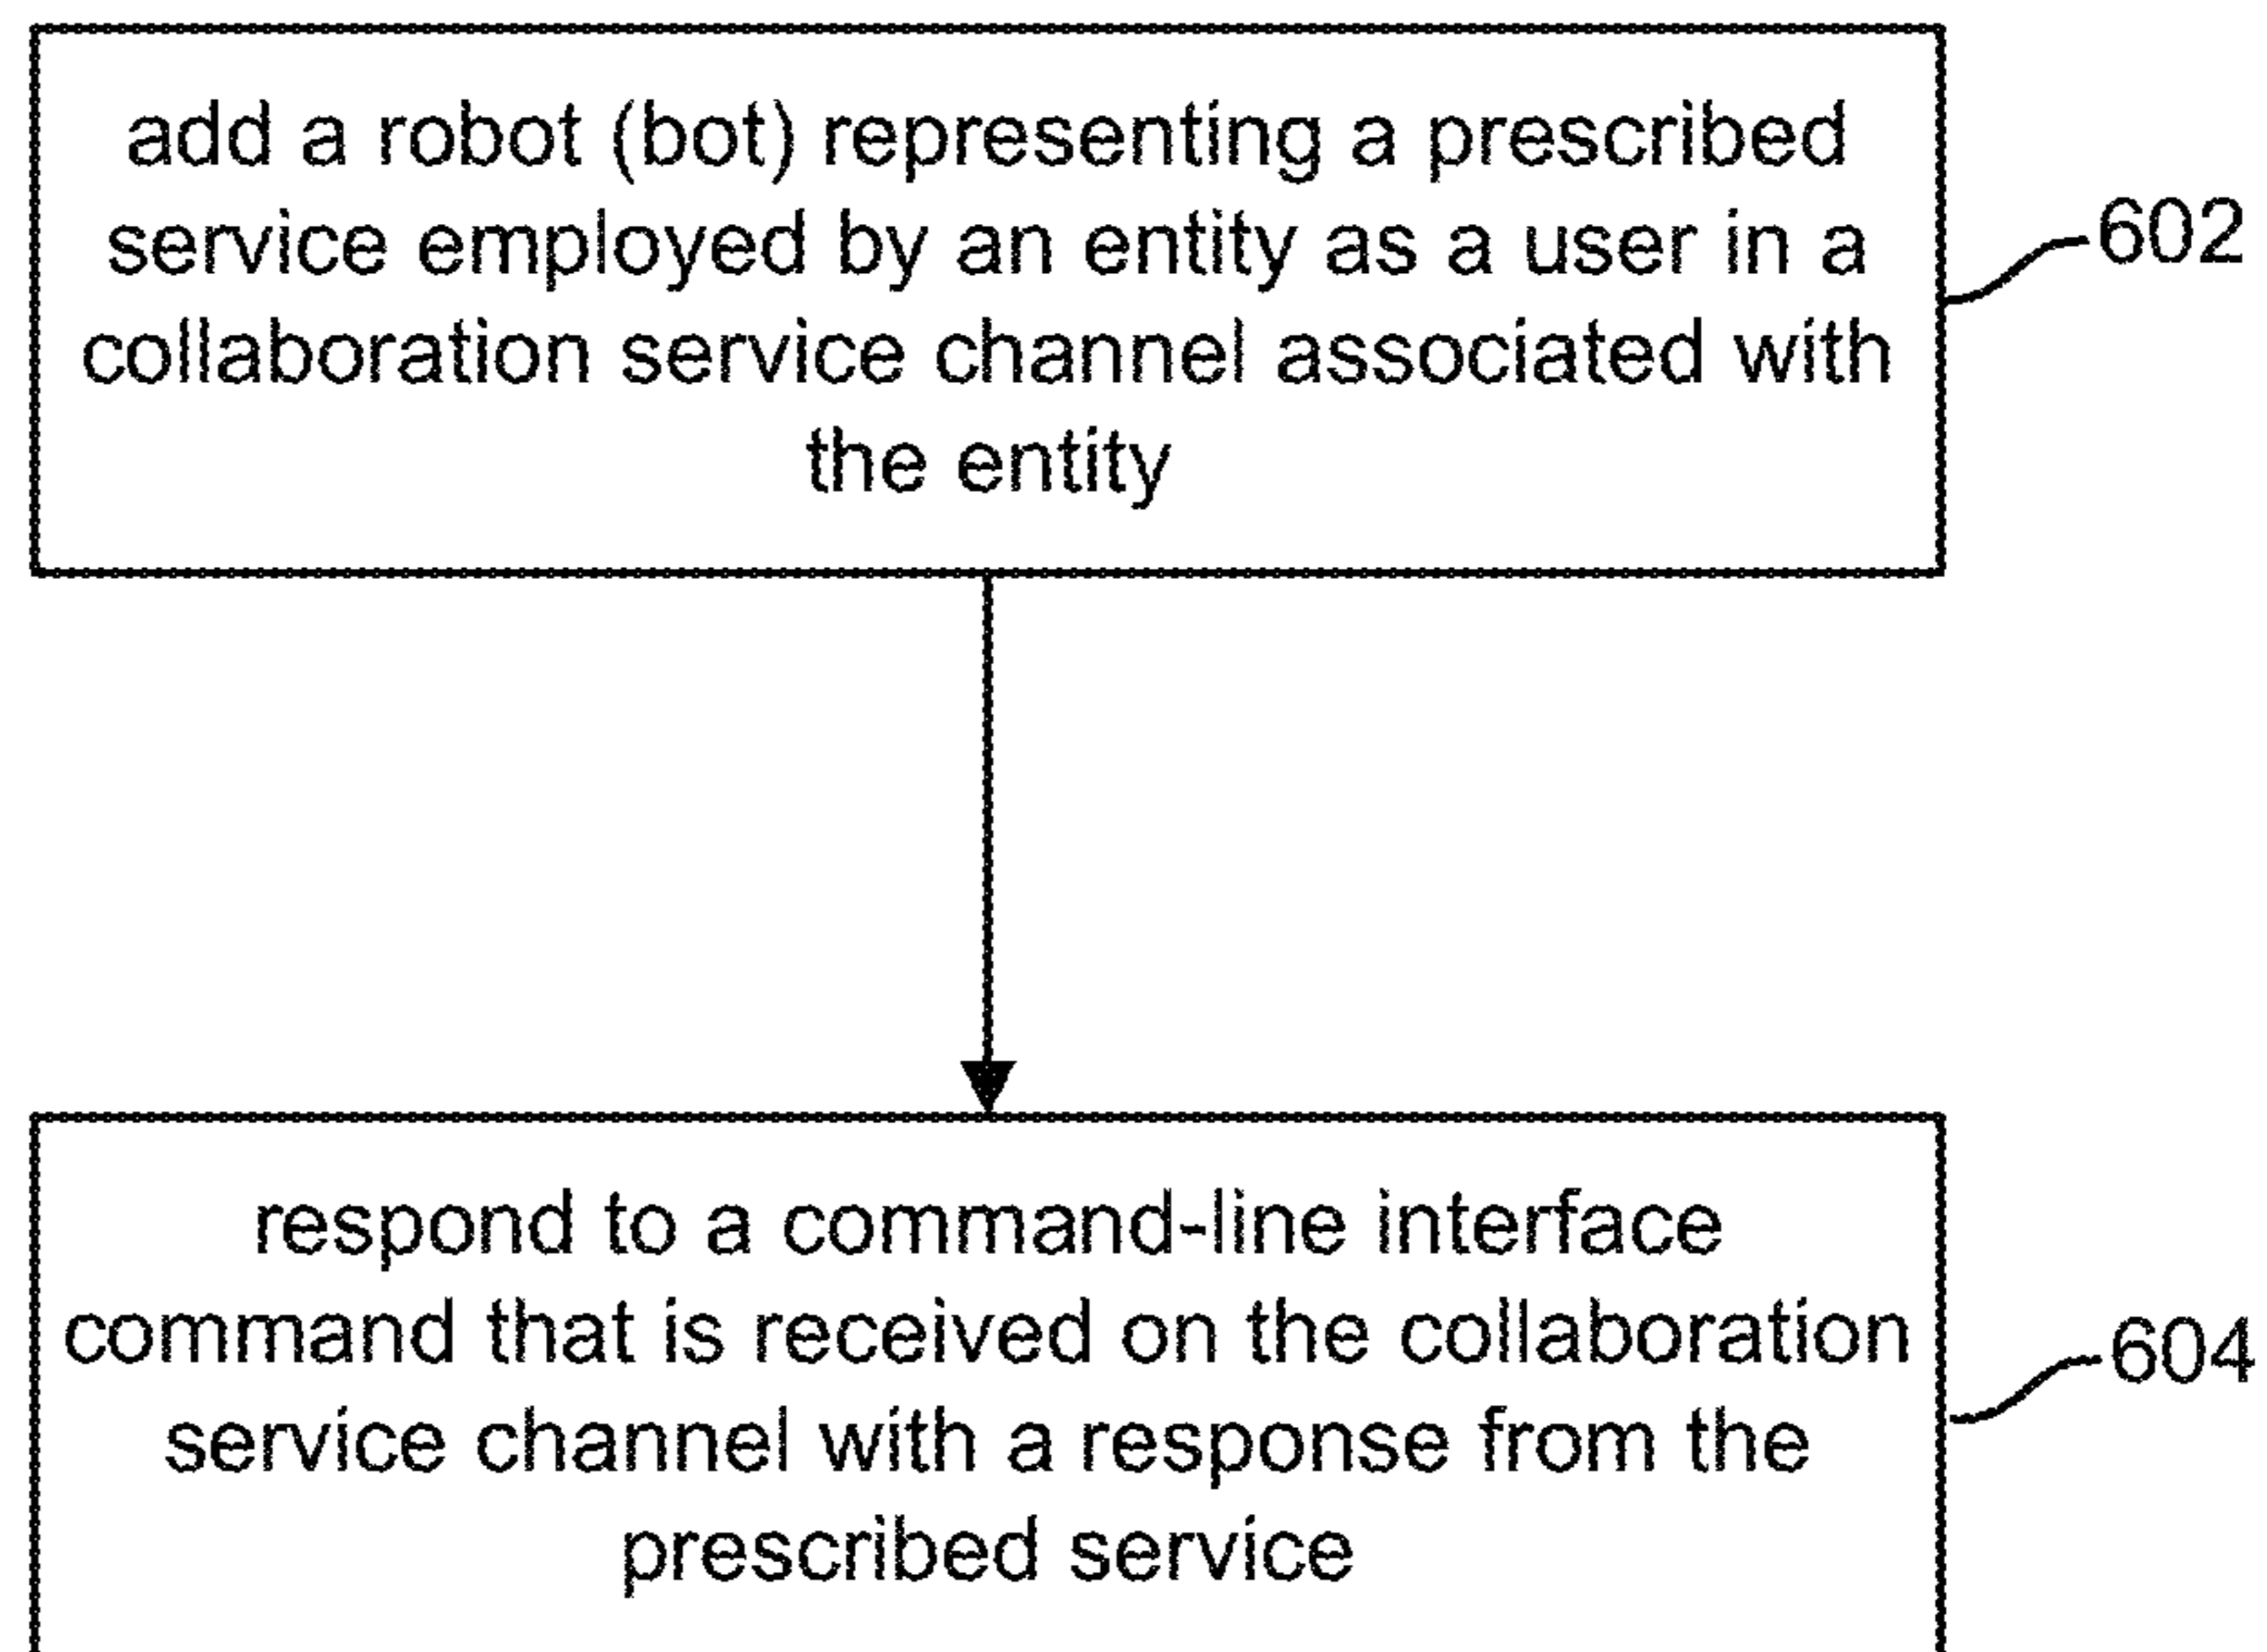 add a robot (bot) representing a prescribed
service employed by an entity as a user in a
collaboration service channel associated with
the entity
602
respond to a command-line interface
command that is received on the collaboration
service channel with a response from the
prescribed service
604